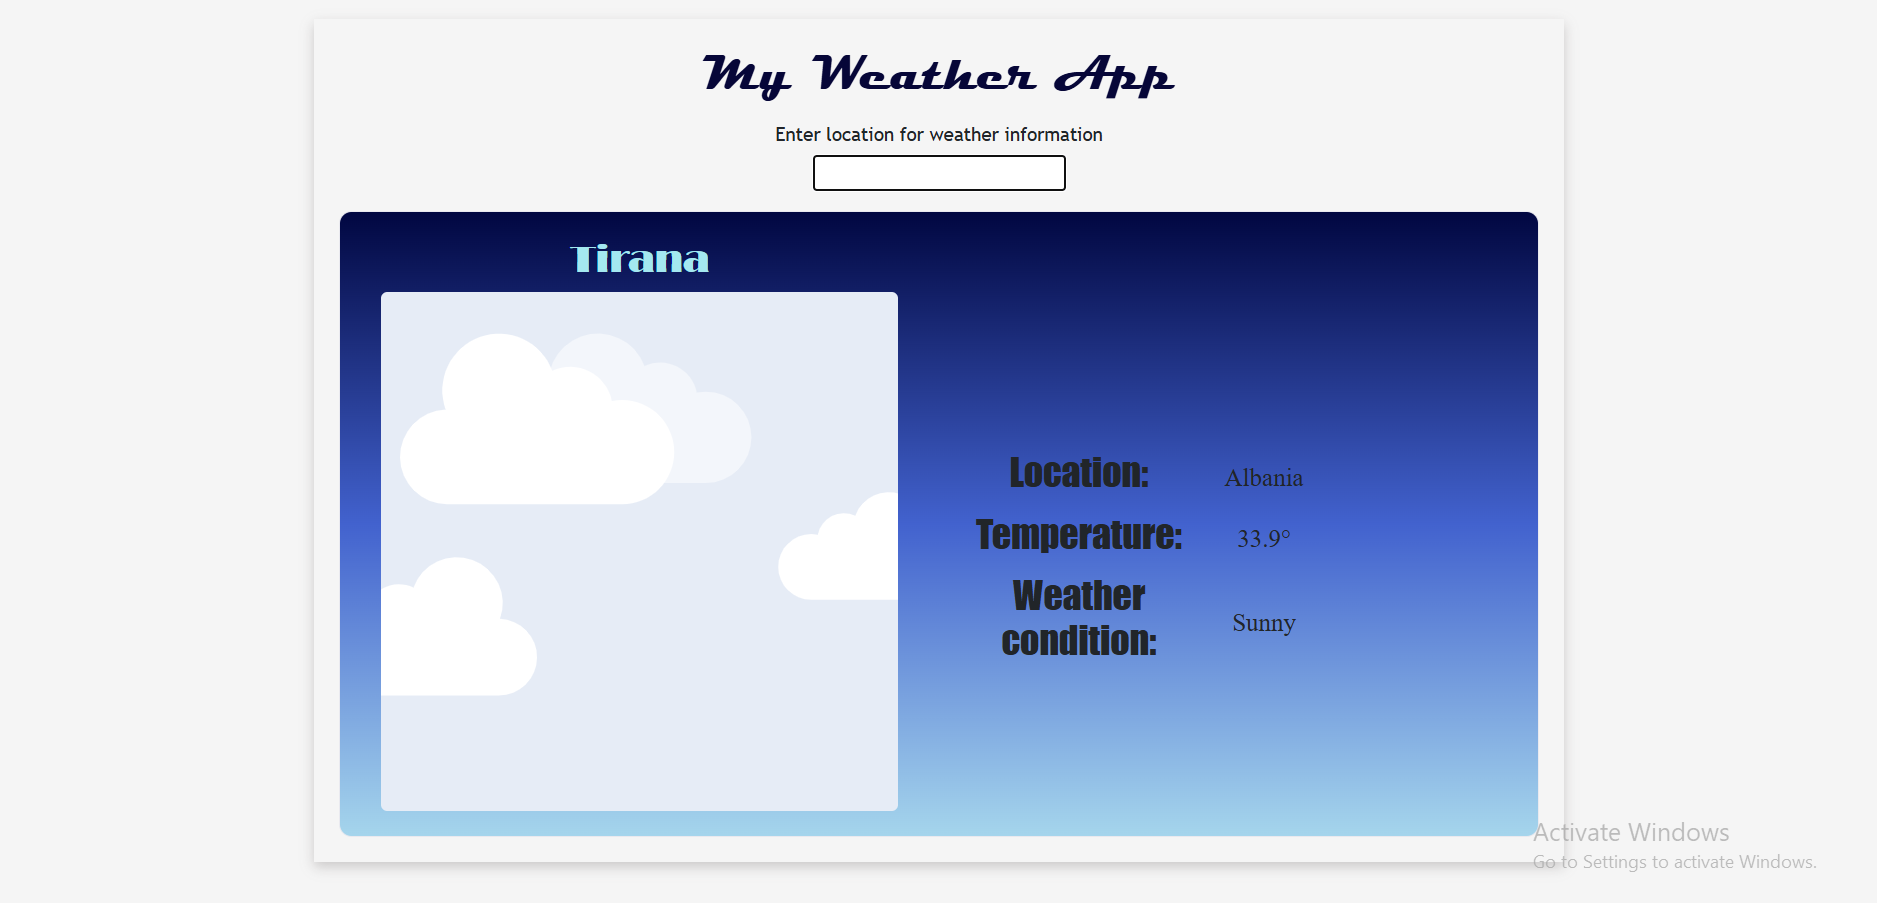 My Weather App
Enter location for weather information
Tirana
Location: Albania
Temperature: 33.9°
Weather
condition: Sunny
Activate Windows
Go to Settings to activate Windows.